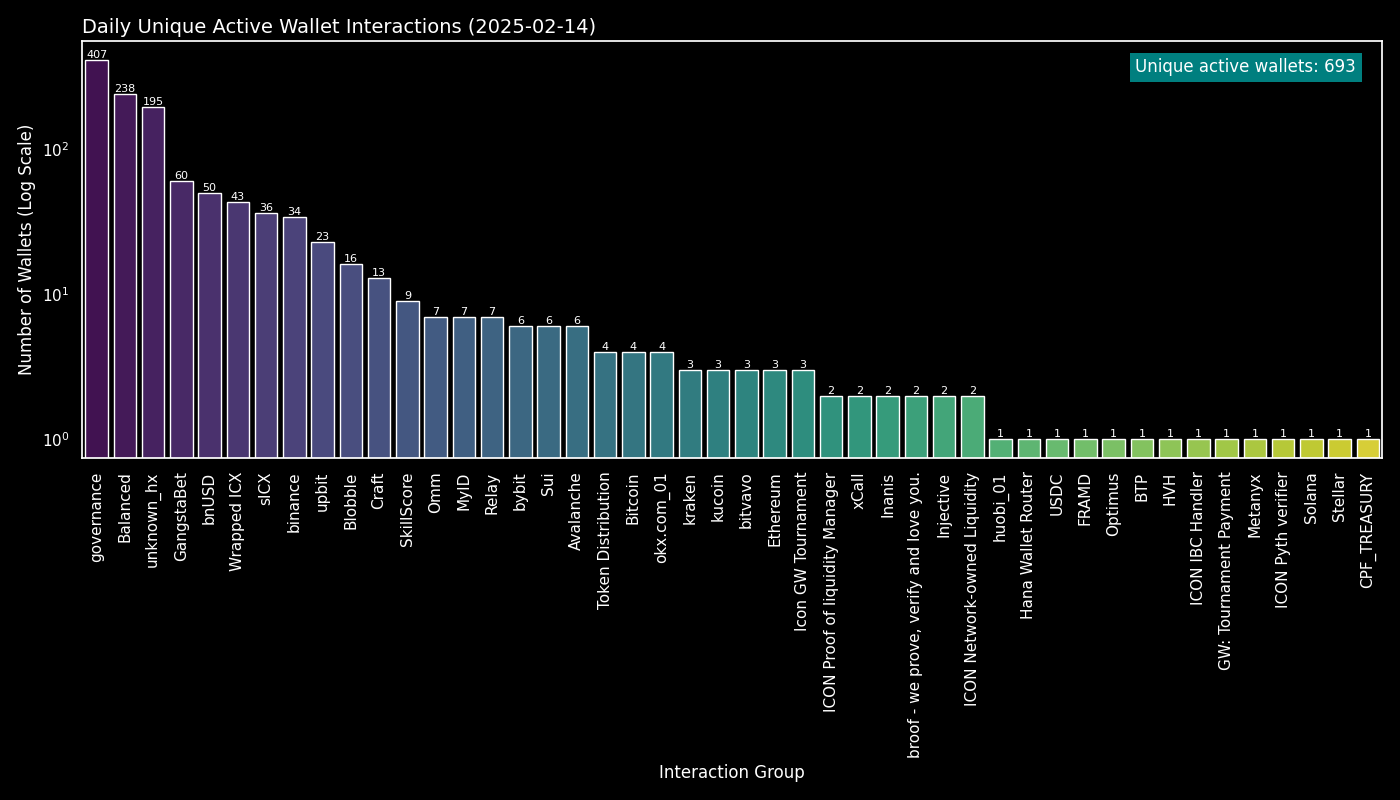 Daily Unique Active Wallet Interactions (2025-02-14)
Unique active wallets: 693
Number of Wallets (Log Scale)
10²
10¹
10⁰
407
238
195
60
50
43
36
34
23
16
13
9
7
7
7
6
6
6
4
4
4
3
3
3
3
3
2
2
2
2
2
2
1
1
1
1
1
1
1
1
1
1
1
1
1
1
governance
Balanced
unknown_hx
GangstaBet
bnUSD
Wrapped ICX
sICX
binance
upbit
Blobble
Craft
SkillScore
Omm
MyID
Relay
bybit
Sui
Avalanche
Token Distribution
Bitcoin
okx.com_01
kraken
kucoin
bitvavo
Ethereum
Icon GW Tournament
ICON Proof of liquidity Manager
xCall
Inanis
broof - we prove, verify and love you.
Injective
ICON Network-owned Liquidity
huobi_01
Hana Wallet Router
USDC
FRAMD
Optimus
BTP
HVH
ICON IBC Handler
GW: Tournament Payment
Metanyx
ICON Pyth verifier
Solana
Stellar
CPF_TREASURY
Interaction Group